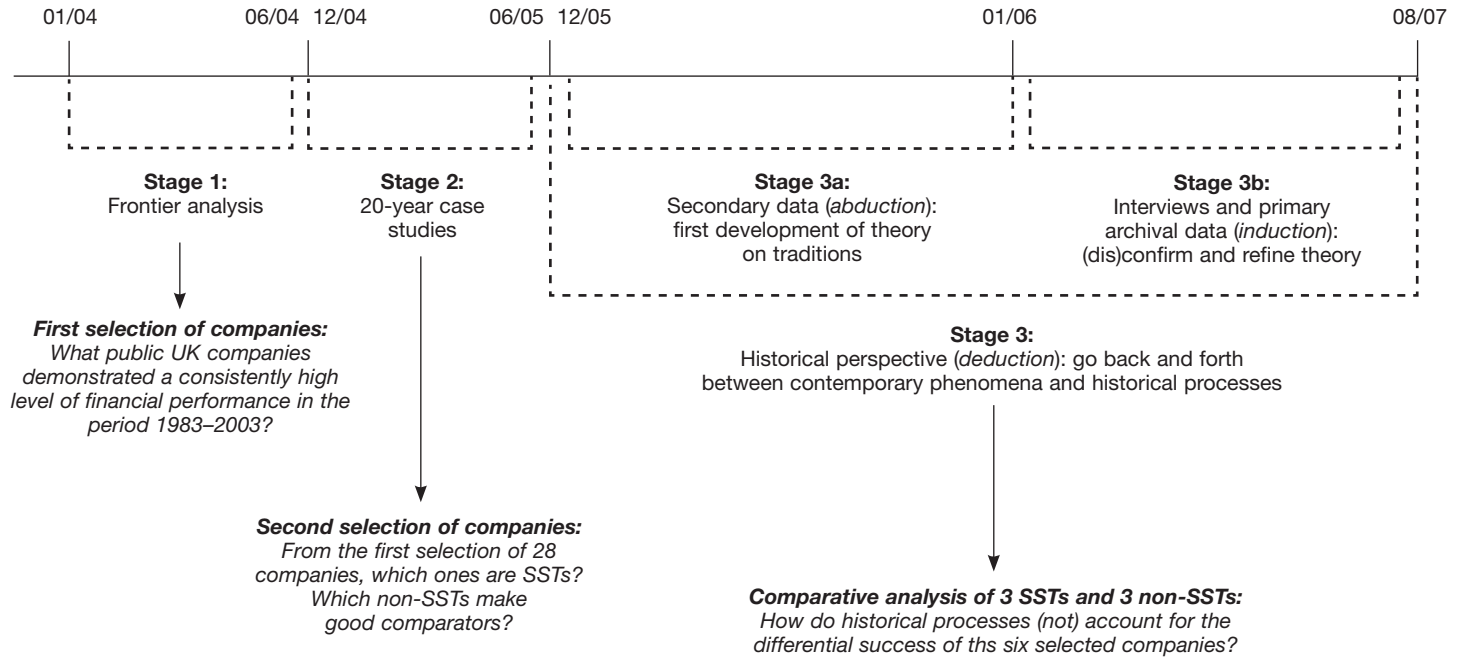 01/04
06/04
12/04
06/05
12/05
01/06
08/07
Stage 1:
Frontier analysis
Stage 2:
20-year case
studies
Stage 3a:
Secondary data (abduction):
first development of theory
on traditions
Stage 3b:
Interviews and primary
archival data (induction):
(dis)confirm and refine theory
First selection of companies:
What public UK companies
demonstrated a consistently high
level of financial performance in the
period 1983–2003?
Stage 3:
Historical perspective (deduction): go back and forth
between contemporary phenomena and historical processes
Second selection of companies:
From the first selection of 28
companies, which ones are SSTs?
Which non-SSTs make
good comparators?
Comparative analysis of 3 SSTs and 3 non-SSTs:
How do historical processes (not) account for the
differential success of ths six selected companies?